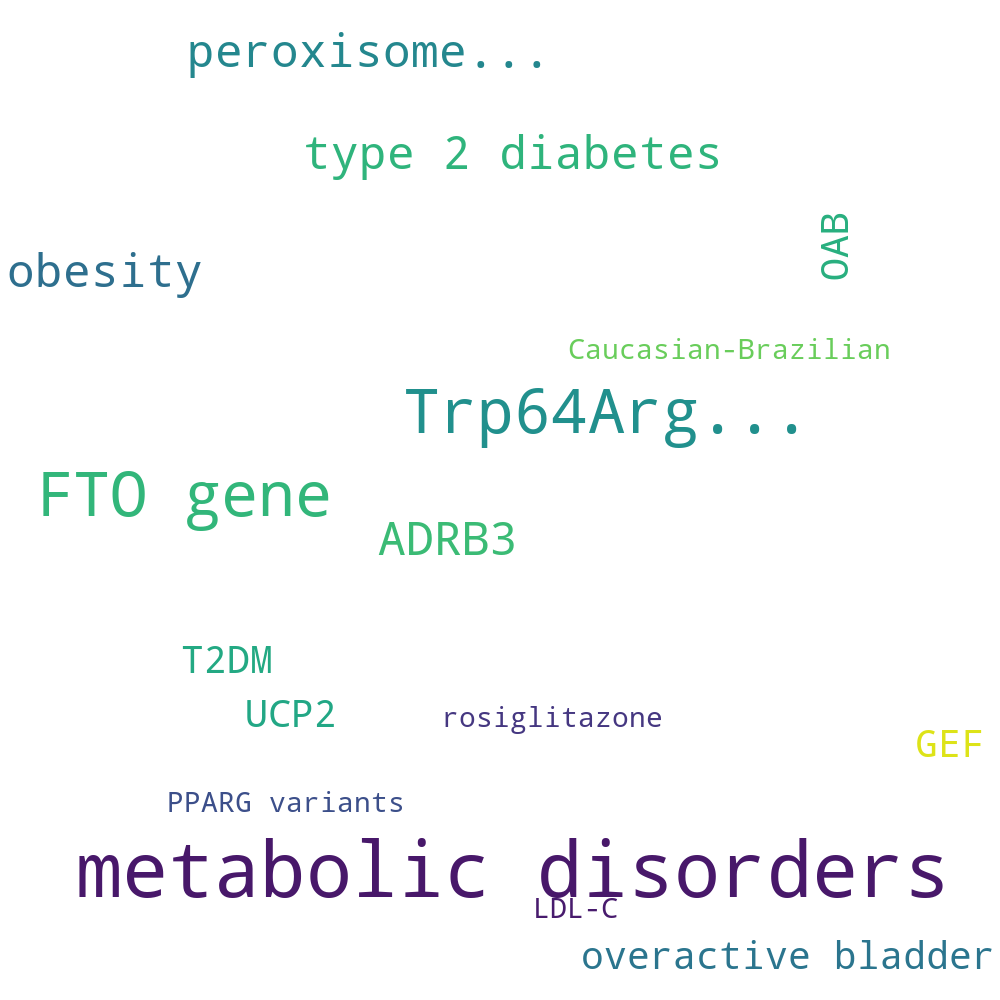 peroxisome...
type 2 diabetes
OAB
obesity
Caucasian-Brazilian
Trp64Arg...
FTO gene
ADRB3
T2DM
UCP2
rosiglitazone
GEF
PPARG variants
metabolic disorders
LDL-C
overactive bladder